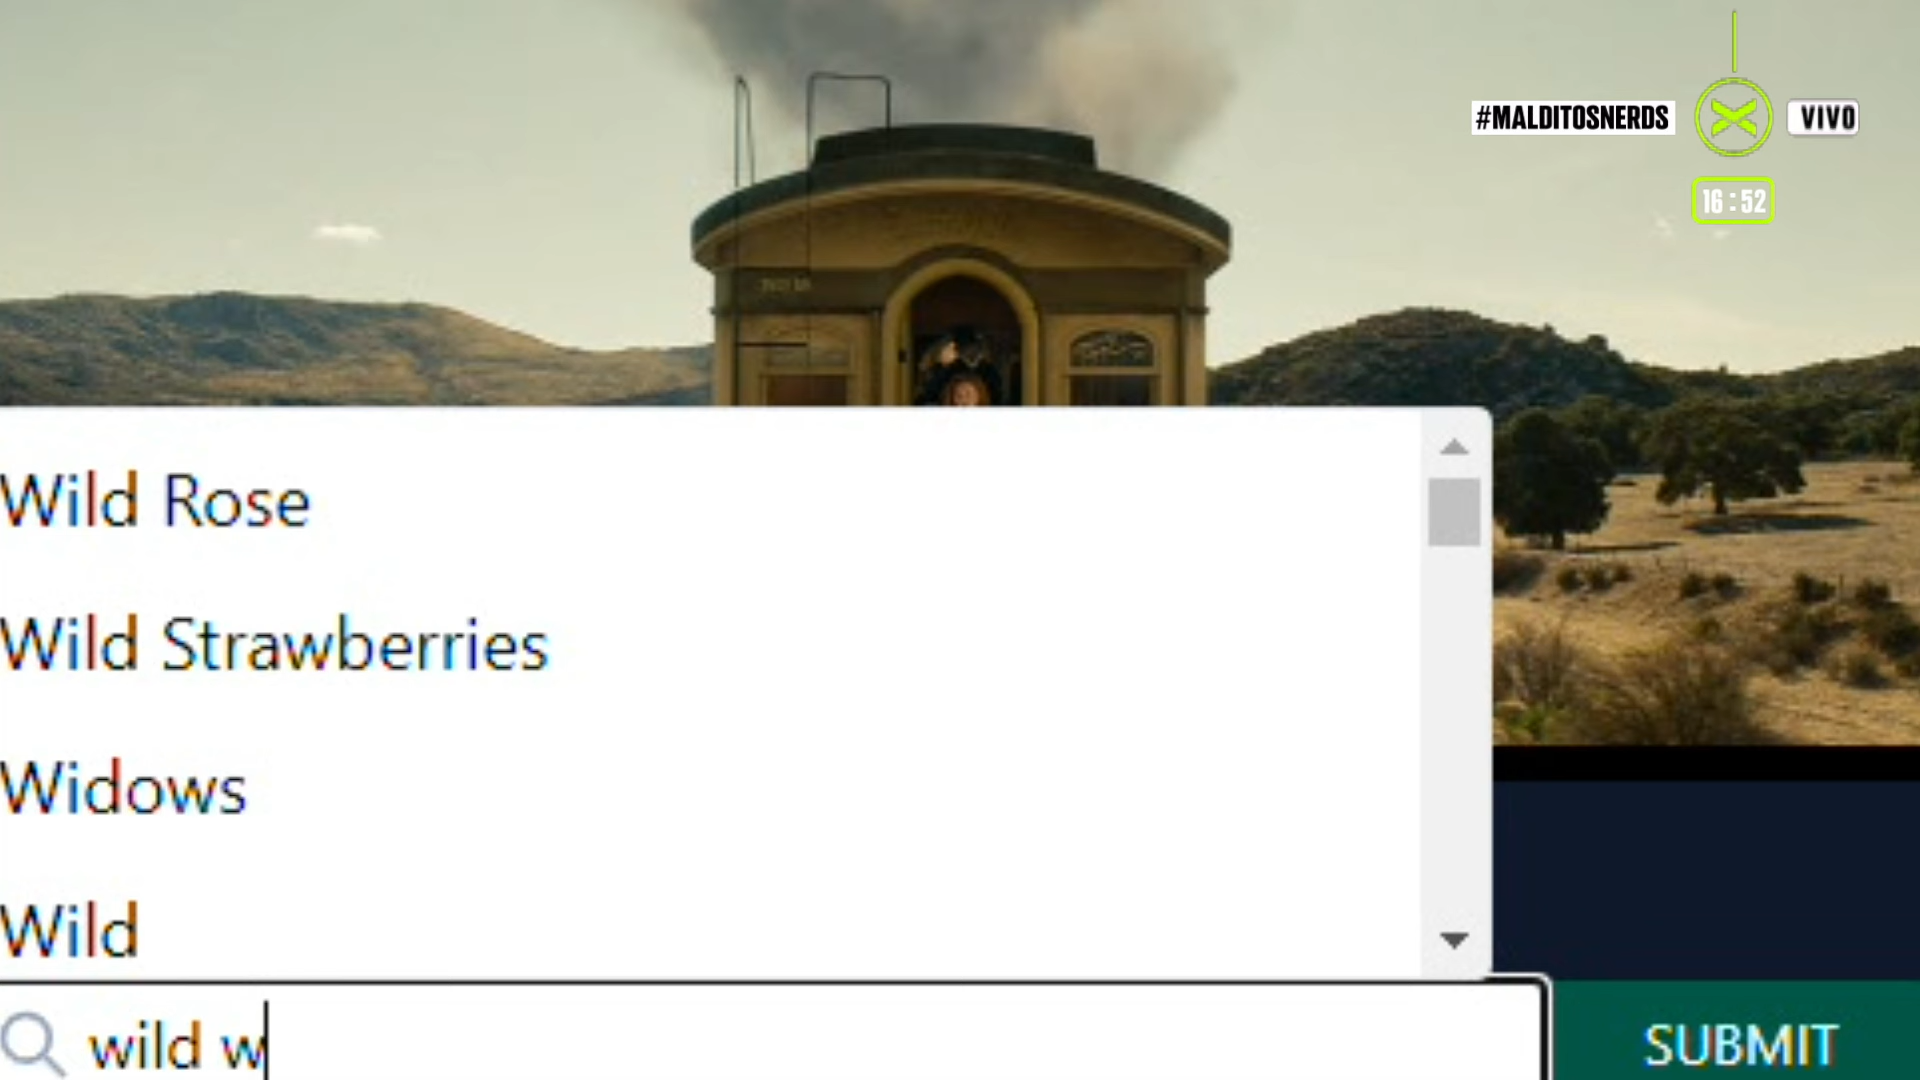 #MALDITOSNERDS
VIVO
16:52
Wild Rose
Wild Strawberries
Widows
Wild
wild w
SUBMIT